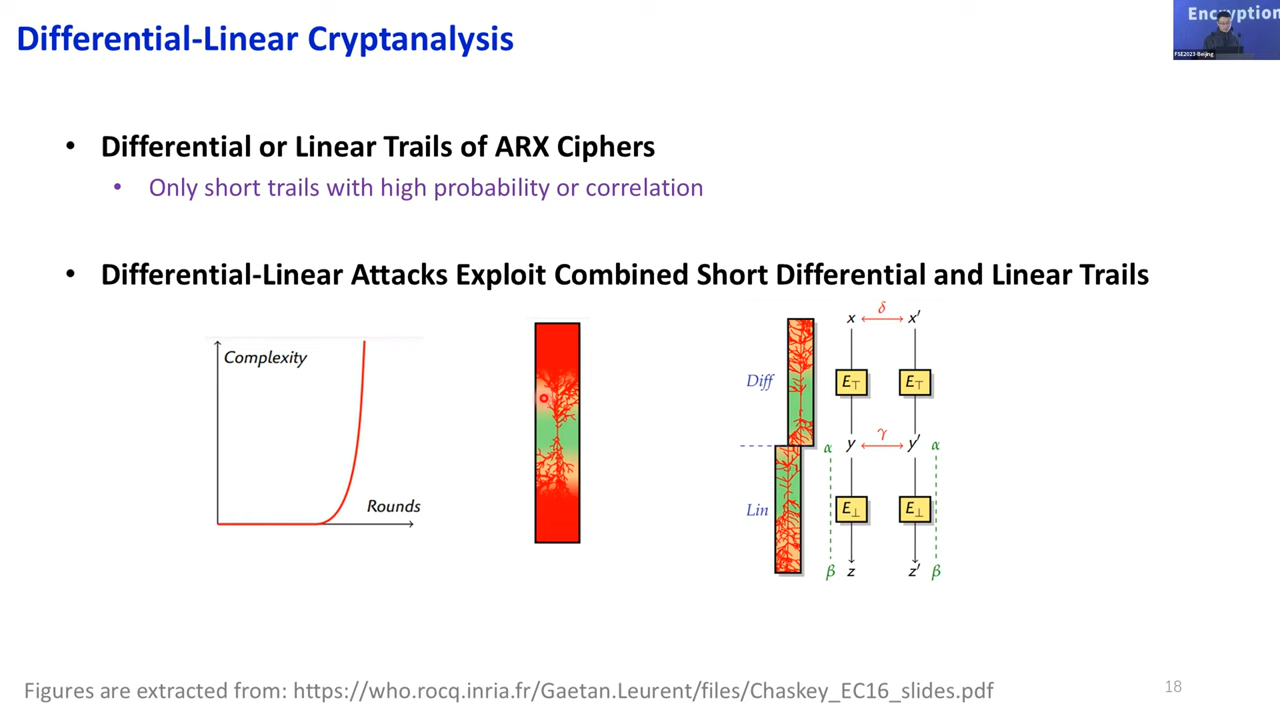 Differential-Linear Cryptanalysis
Encryption
FSE2023-Beijing
• Differential or Linear Trails of ARX Ciphers
• Only short trails with high probability or correlation
• Differential-Linear Attacks Exploit Combined Short Differential and Linear Trails
Complexity
Rounds
δ
x x′
Diff E⊤ E⊤
γ
α y y′ α
Lin E⊥ E⊥
β z z′ β
Figures are extracted from: https://who.rocq.inria.fr/Gaetan.Leurent/files/Chaskey_EC16_slides.pdf
18